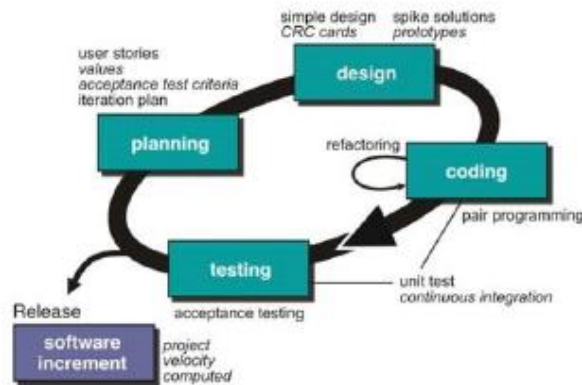 simple design
CRC cards
spike solutions
prototypes
user stories
values
acceptance test criteria
iteration plan
design
planning
refactoring
coding
pair programming
testing
unit test
continuous integration
acceptance testing
Release
software
increment
project
velocity
computed